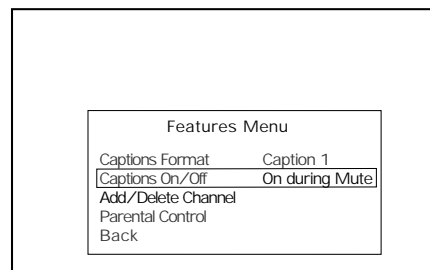 Features Menu
Captions Format Caption 1
Captions On/Off On during Mute
Add/Delete Channel
Parental Control
Back